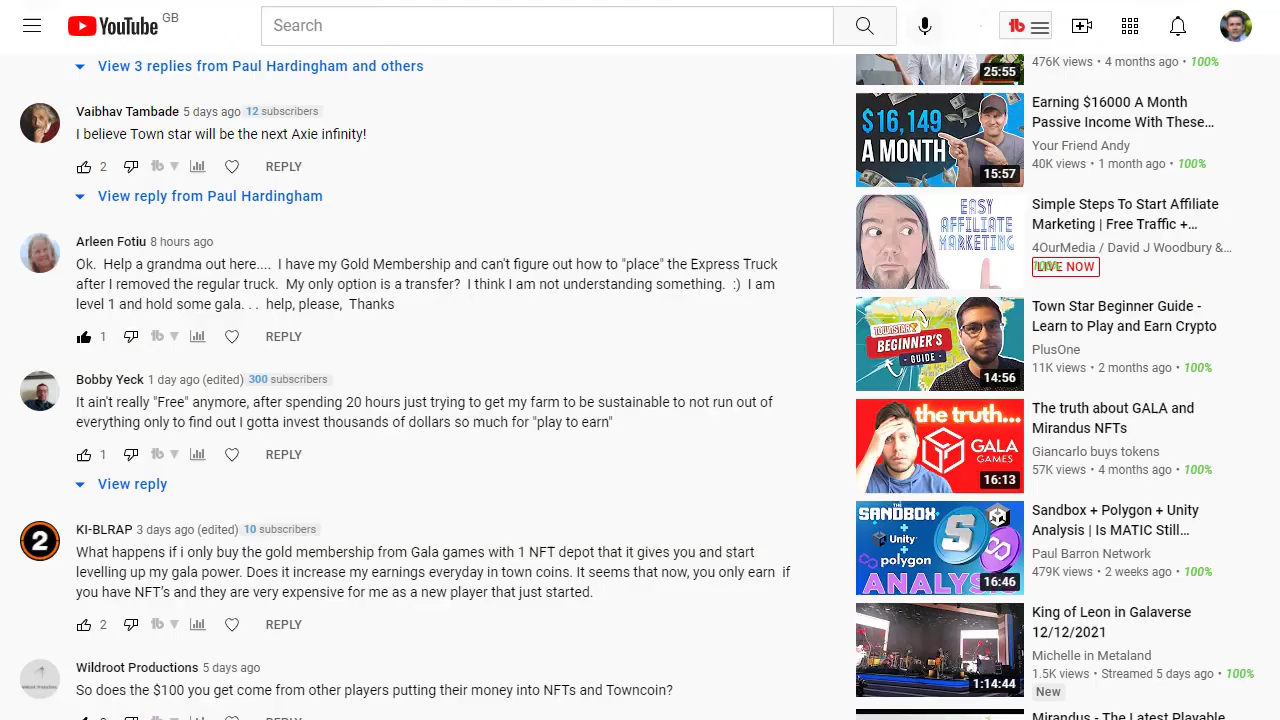 YouTube GB
Search
View 3 replies from Paul Hardingham and others
Vaibhav Tambade 5 days ago 12 subscribers
I believe Town star will be the next Axie infinity!
2 REPLY
View reply from Paul Hardingham
Arleen Fotiu 8 hours ago
Ok. Help a grandma out here.... I have my Gold Membership and can't figure out how to "place" the Express Truck
after I removed the regular truck. My only option is a transfer? I think I am not understanding something. :) I am
level 1 and hold some gala. . . help, please, Thanks
1 REPLY
Bobby Yeck 1 day ago (edited) 300 subscribers
It ain't really "Free" anymore, after spending 20 hours just trying to get my farm to be sustainable to not run out of
everything only to find out I gotta invest thousands of dollars so much for "play to earn"
1 REPLY
View reply
KI-BLRAP 3 days ago (edited) 10 subscribers
What happens if i only buy the gold membership from Gala games with 1 NFT depot that it gives you and start
levelling up my gala power. Does it increase my earnings everyday in town coins. It seems that now, you only earn if
you have NFT's and they are very expensive for me as a new player that just started.
2 REPLY
Wildroot Productions 5 days ago
So does the $100 you get come from other players putting their money into NFTs and Towncoin?
25:55
476K views • 4 months ago • 100%
$16,149
A MONTH
15:57
Earning $16000 A Month
Passive Income With These...
Your Friend Andy
40K views • 1 month ago • 100%
EASY
AFFILIATE
MARKETING
Simple Steps To Start Affiliate
Marketing | Free Traffic +...
4OurMedia / David J Woodbury &...
LIVE NOW
100%
TOWN STAR
BEGINNER'S
- GUIDE -
14:56
Town Star Beginner Guide -
Learn to Play and Earn Crypto
PlusOne
11K views • 2 months ago • 100%
the truth...
GALA
GAMES
16:13
The truth about GALA and
Mirandus NFTs
Giancarlo buys tokens
57K views • 4 months ago • 100%
THE
SANDBOX
+
Unity
+
polygon
ANALYSIS
16:46
Sandbox + Polygon + Unity
Analysis | Is MATIC Still...
Paul Barron Network
479K views • 2 weeks ago • 100%
1:14:44
King of Leon in Galaverse
12/12/2021
Michelle in Metaland
1.5K views • Streamed 5 days ago • 100%
New
Mirandus - The Latest Playable